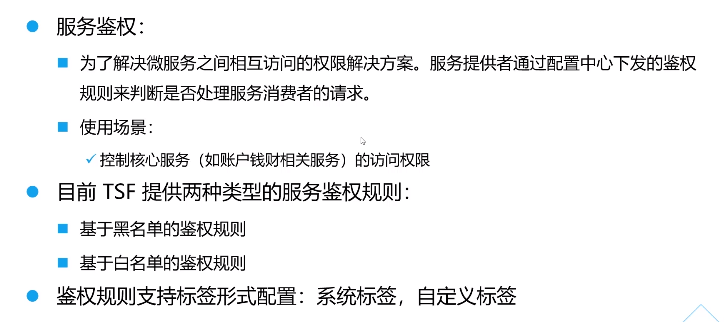 服务鉴权：
为了解决微服务之间相互访问的权限解决方案。服务提供者通过配置中心下发的鉴权
规则来判断是否处理服务消费者的请求。
使用场景：
控制核心服务（如账户钱财相关服务）的访问权限
目前 TSF 提供两种类型的服务鉴权规则：
基于黑名单的鉴权规则
基于白名单的鉴权规则
鉴权规则支持标签形式配置：系统标签，自定义标签